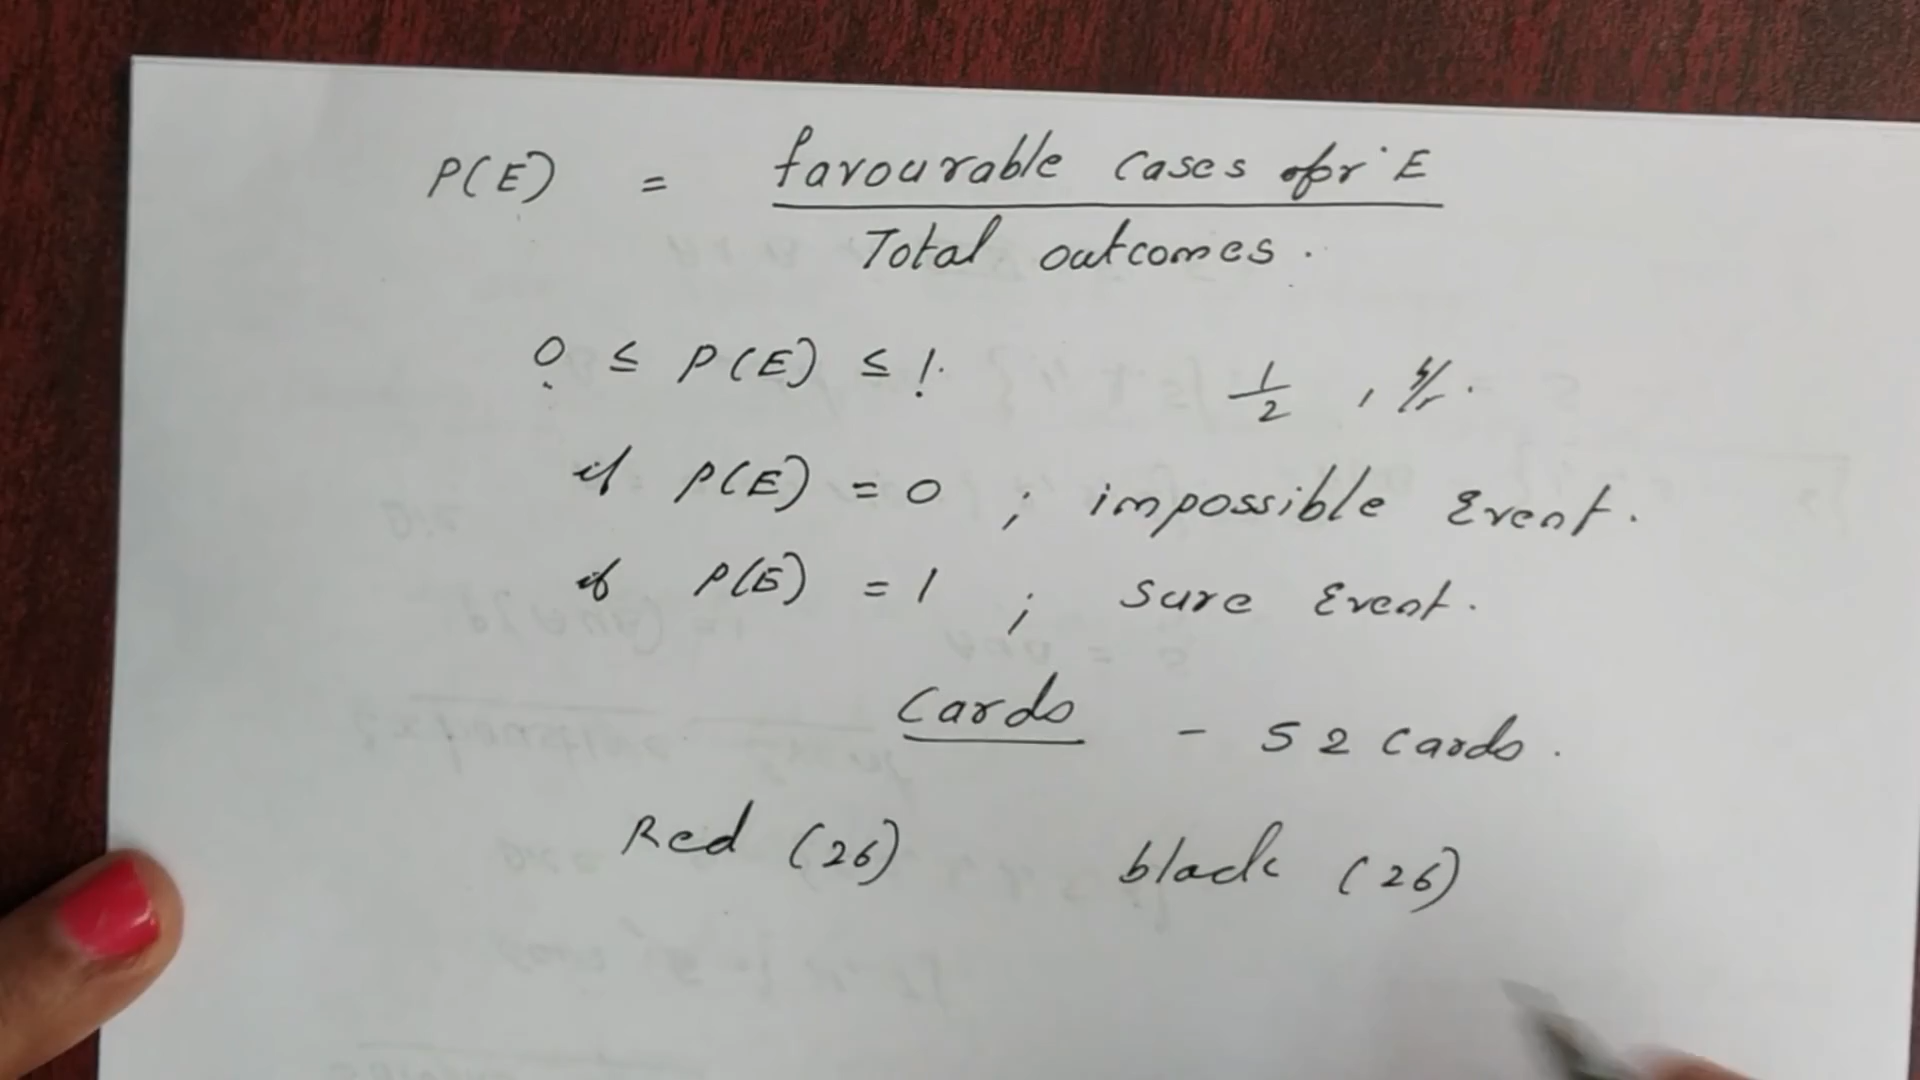 P(E) = favourable cases for E
Total outcomes.
0 ≤ P(E) ≤ 1. 1/2 ,
if P(E) = 0 ; impossible Event.
if P(E) = 1 ; Sure Event.
Cards - 52 cards.
Red (26) black (26)